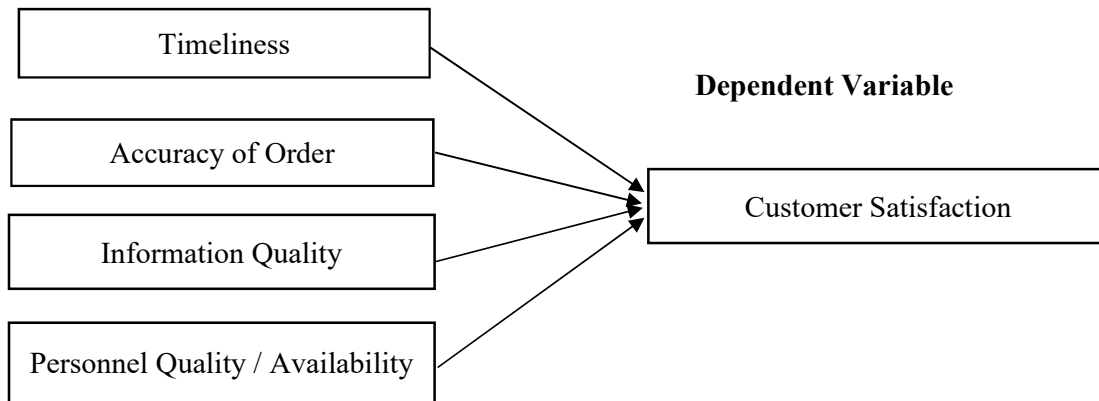 Timeliness
Dependent Variable
Accuracy of Order
Customer Satisfaction
Information Quality
Personnel Quality / Availability